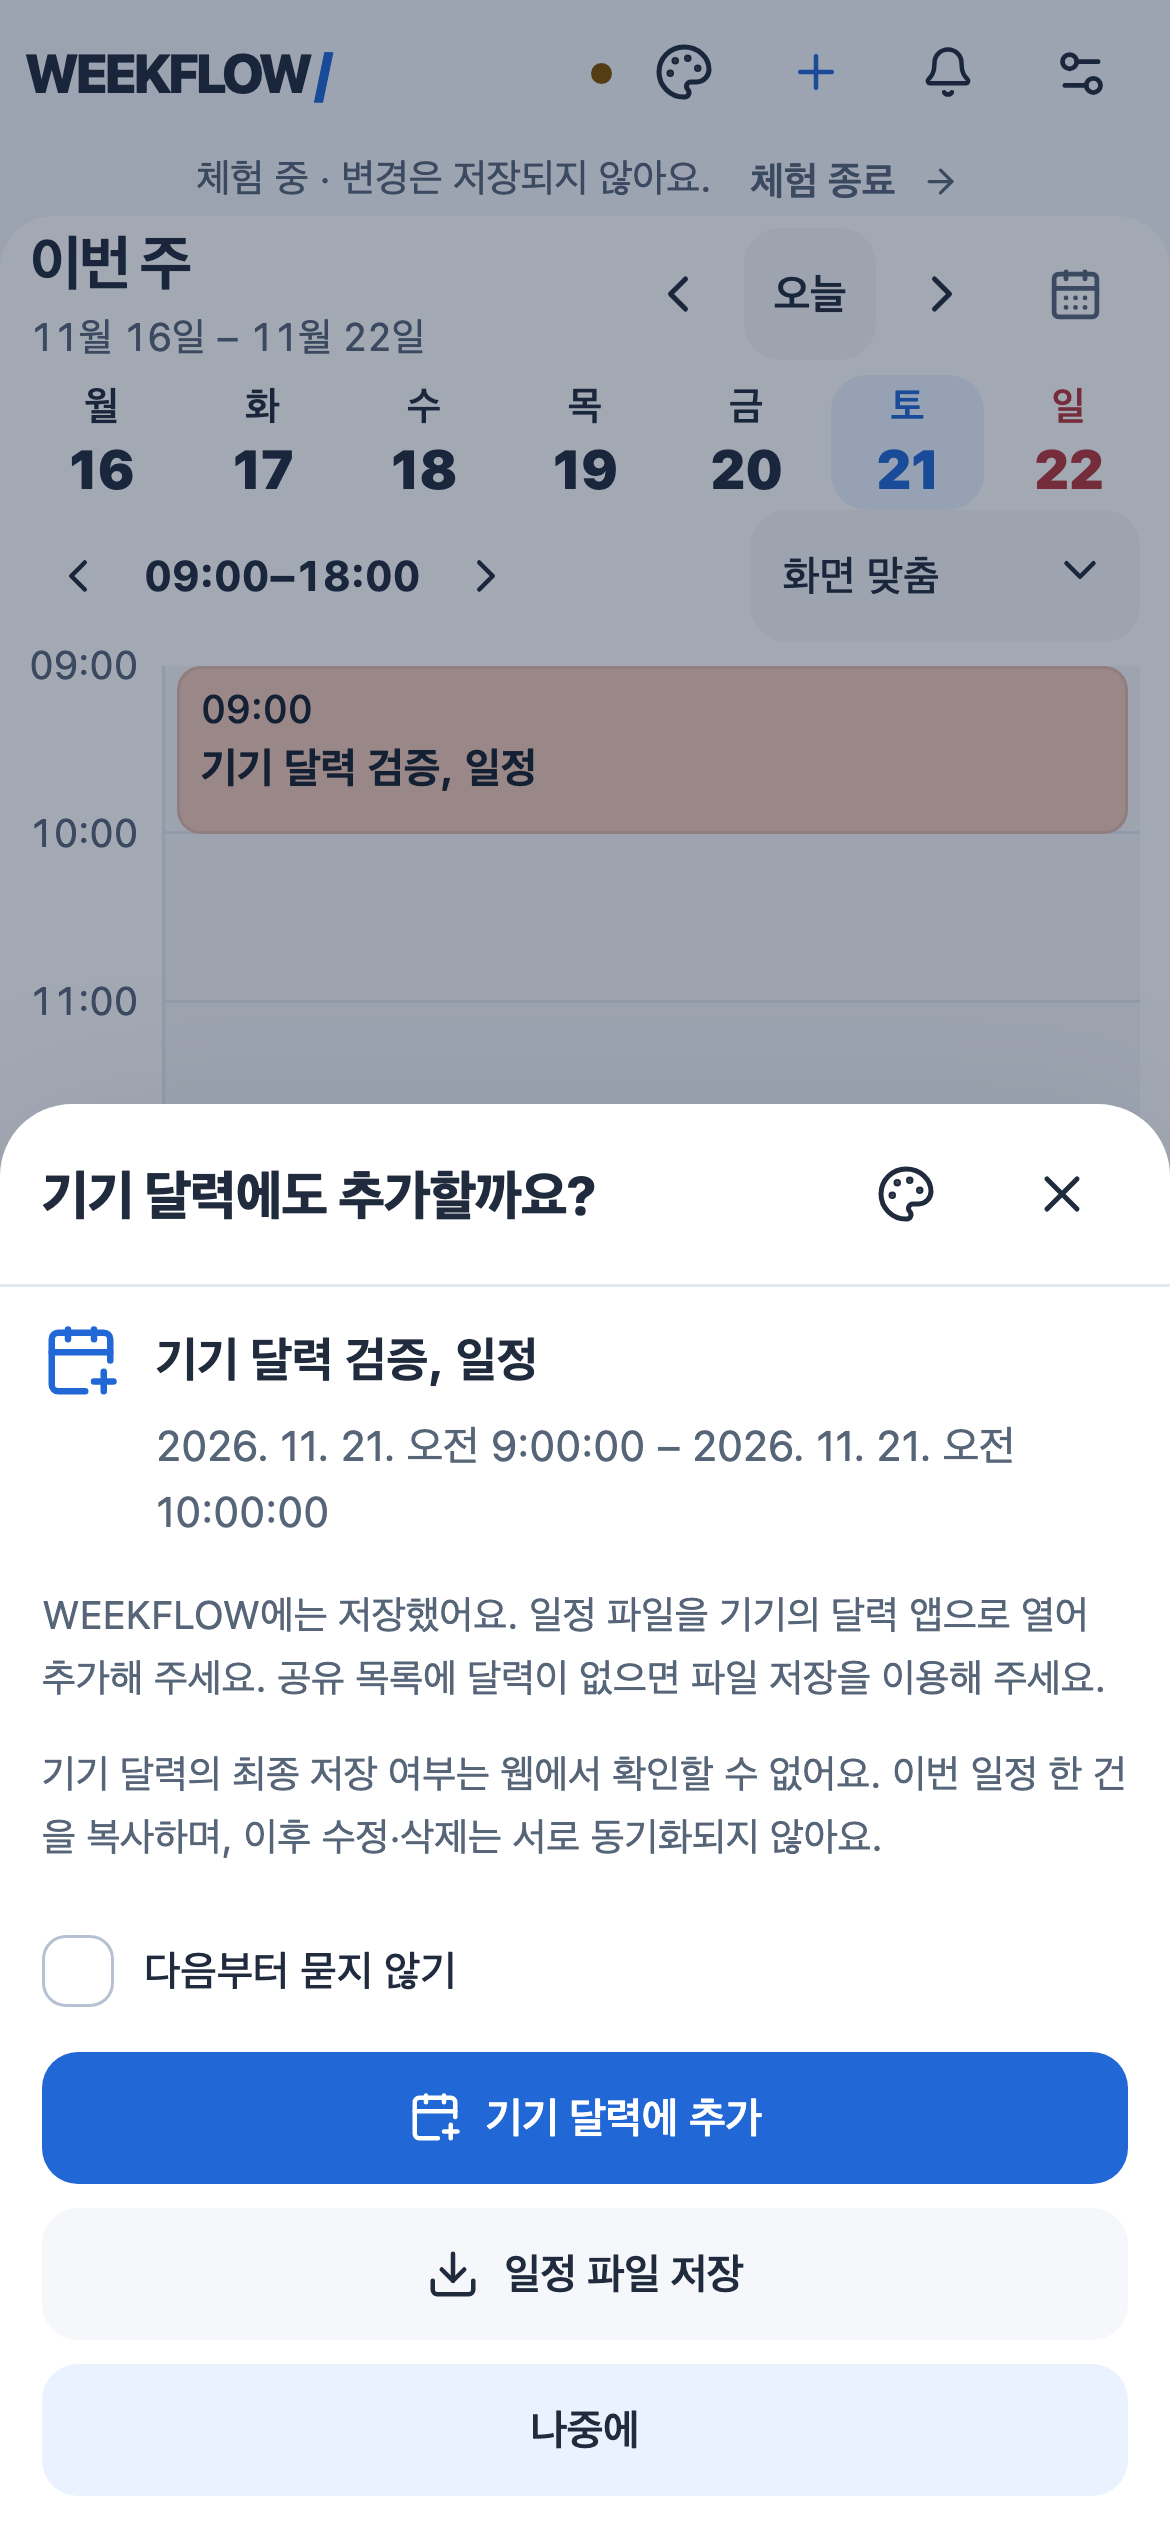 WEEKFLOW/
체험 중 · 변경은 저장되지 않아요. 체험 종료 →
이번 주
오늘
11월 16일 – 11월 22일
월 화 수 목 금 토 일
16 17 18 19 20 21 22
09:00–18:00
화면 맞춤
09:00
09:00
기기 달력 검증, 일정
10:00
11:00
기기 달력에도 추가할까요?
기기 달력 검증, 일정
2026. 11. 21. 오전 9:00:00 – 2026. 11. 21. 오전
10:00:00
WEEKFLOW에는 저장했어요. 일정 파일을 기기의 달력 앱으로 열어
추가해 주세요. 공유 목록에 달력이 없으면 파일 저장을 이용해 주세요.
기기 달력의 최종 저장 여부는 웹에서 확인할 수 없어요. 이번 일정 한 건
을 복사하며, 이후 수정·삭제는 서로 동기화되지 않아요.
다음부터 묻지 않기
기기 달력에 추가
일정 파일 저장
나중에